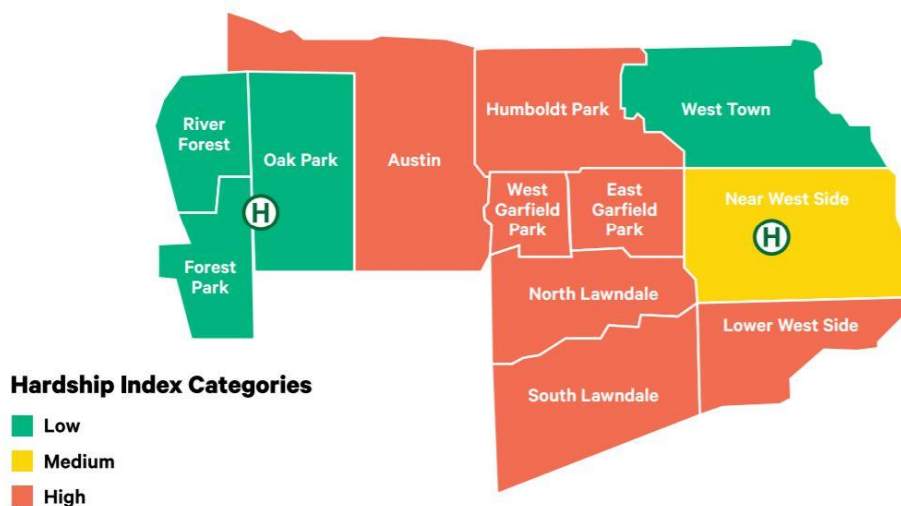 River
Forest
Oak Park
Austin
Humboldt Park
West Town
West
Garfield
Park
East
Garfield
Park
Near West Side
H
H
Forest
Park
North Lawndale
Lower West Side
South Lawndale
Hardship Index Categories
Low
Medium
High